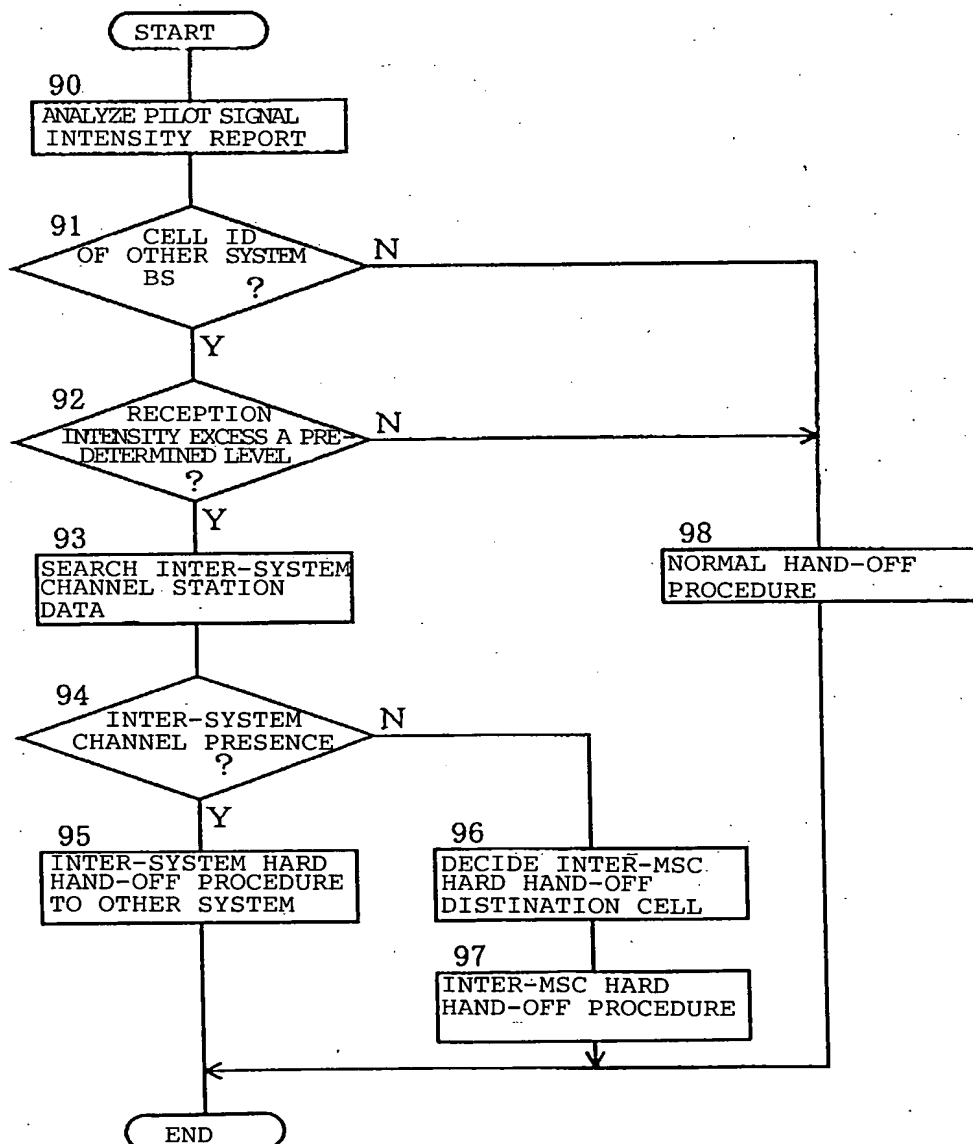 START
90
ANALYZE PILOT SIGNAL
INTENSITY REPORT
91
CELL ID
OF OTHER SYSTEM
BS ?
N
Y
92
RECEPTION
INTENSITY EXCESS A PRE-
DETERMINED LEVEL
?
N
Y
93
SEARCH INTER-SYSTEM
CHANNEL STATION
DATA
98
NORMAL HAND-OFF
PROCEDURE
94
INTER-SYSTEM
CHANNEL PRESENCE
?
N
Y
95
INTER-SYSTEM HARD
HAND-OFF PROCEDURE
TO OTHER SYSTEM
96
DECIDE INTER-MSC
HARD HAND-OFF
DISTINATION CELL
97
INTER-MSC HARD
HAND-OFF PROCEDURE
END